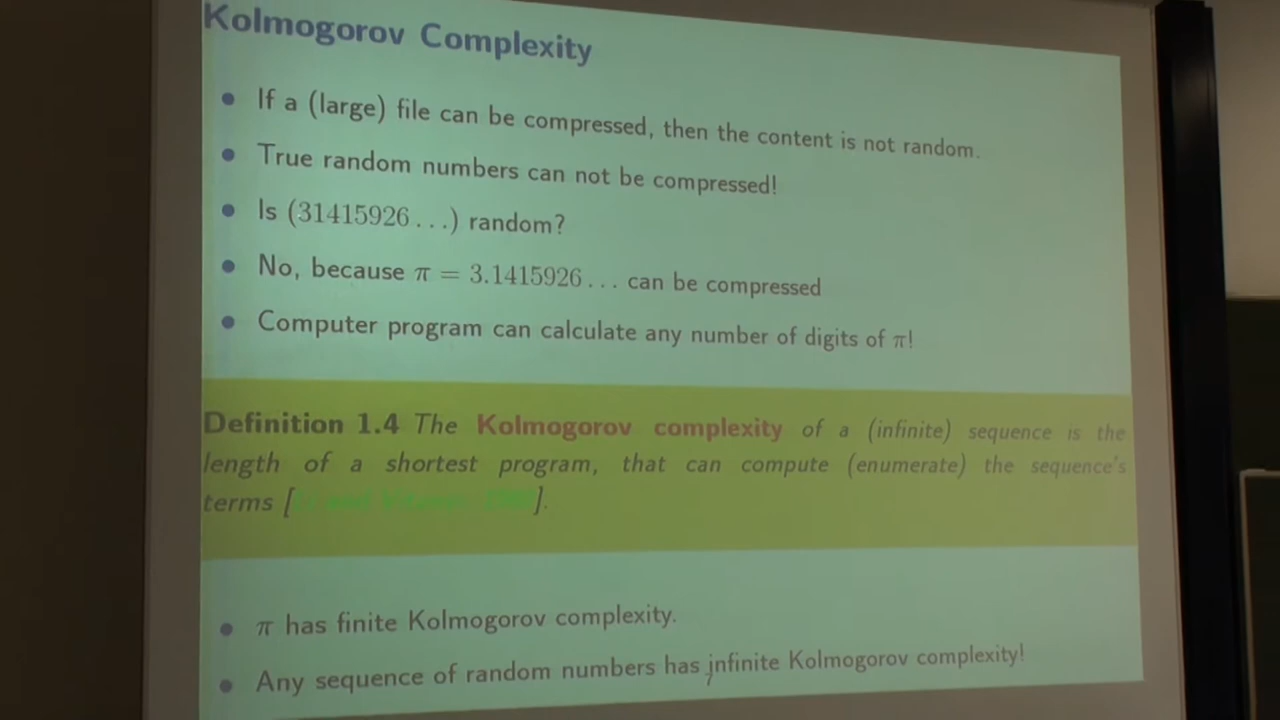 Kolmogorov Complexity
• If a (large) file can be compressed, then the content is not random.
• True random numbers can not be compressed!
• Is (31415926...) random?
• No, because π = 3.1415926... can be compressed
• Computer program can calculate any number of digits of π!
Definition 1.4 The Kolmogorov complexity of a (infinite) sequence is the
length of a shortest program, that can compute (enumerate) the sequence's
terms [ and ].
• π has finite Kolmogorov complexity.
• Any sequence of random numbers has infinite Kolmogorov complexity!